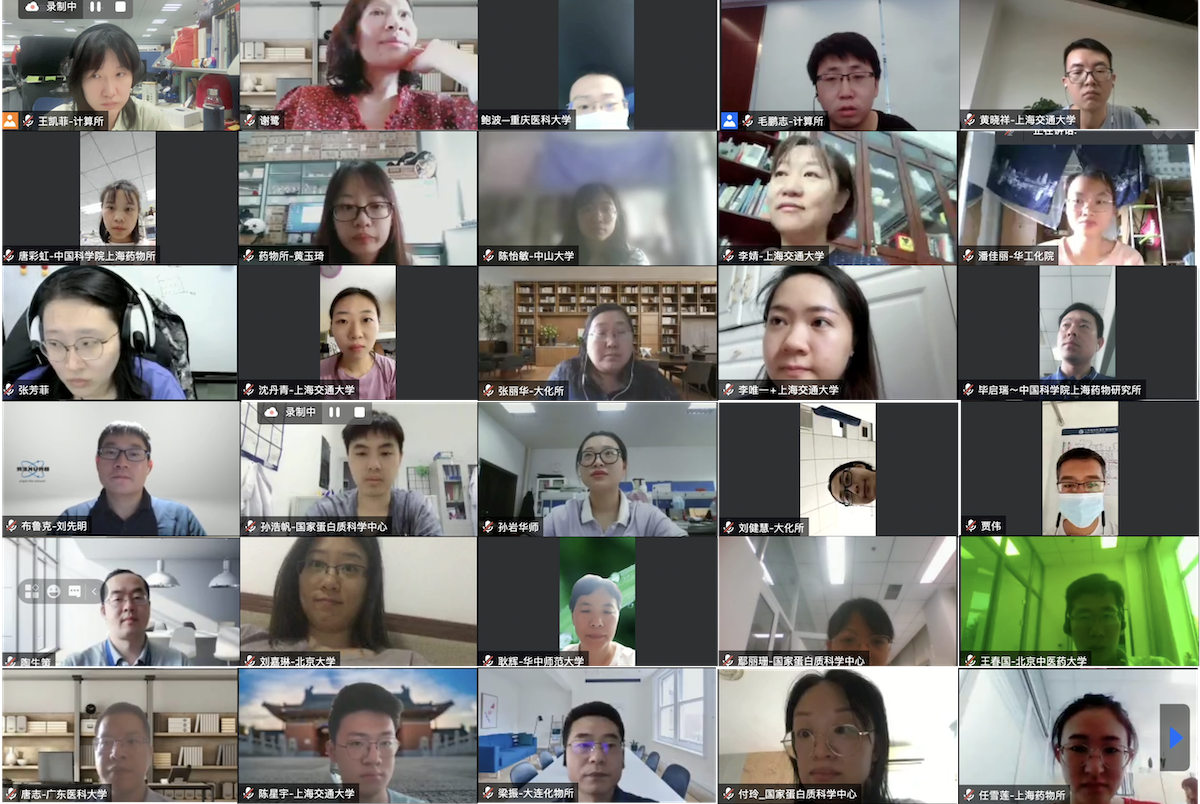 录制中
王凯菲-计算所
谢鹭
鲍波—重庆医科大学
毛鹏志-计算所
黄晓祥-上海交通大学
正在讲话:
唐彩虹-中国科学院上海药物所
药物所-黄玉琦
陈怡敏-中山大学
李婧-上海交通大学
潘佳丽-华工化院
张芳菲
沈丹青-上海交通大学
张丽华-大化所
李唯一+上海交通大学
毕启瑞～中国科学院上海药物研究所
录制中
BRUKER
布鲁克-刘先明
孙浩帆-国家蛋白质科学中心
孙岩华师
刘健慧-大化所
贾伟
陶生策
刘嘉琳-北京大学
耿辉-华中师范大学
鄢丽珊-国家蛋白质科学中心
王春国-北京中医药大学
唐志-广东医科大学
陈星宇-上海交通大学
梁振-大连化物所
付玲_国家蛋白质科学中心
任雪莲-上海药物所